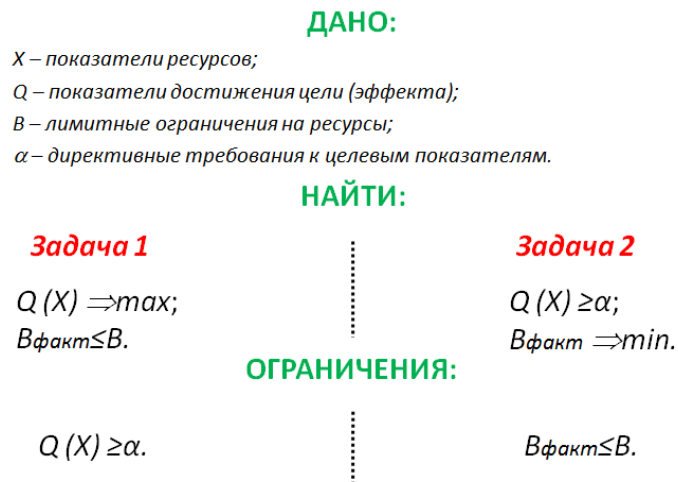 ДАНО:
X – показатели ресурсов;
Q – показатели достижения цели (эффекта);
B – лимитные ограничения на ресурсы;
α – директивные требования к целевым показателям.
НАЙТИ:
Задача 1
Q (X) ⇒max;
Bфакт≤B.
Задача 2
Q (X) ≥α;
Bфакт ⇒min.
ОГРАНИЧЕНИЯ:
Q (X) ≥α.
Bфакт≤B.